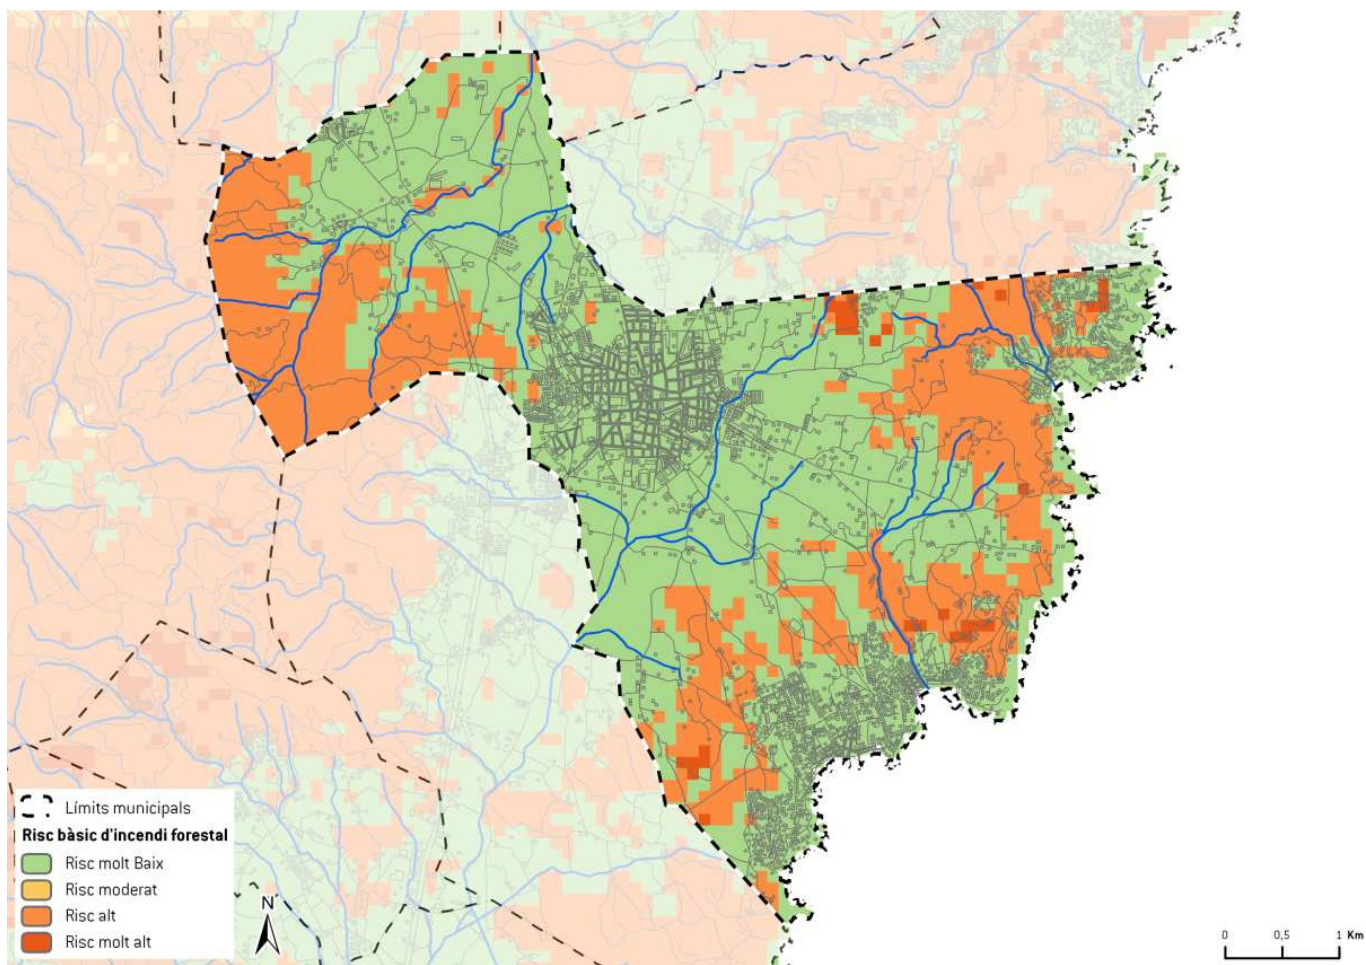 Límits municipals
Risc bàsic d'incendi forestal
Risc molt Baix
Risc moderat
Risc alt
Risc molt alt
N
0 0,5 1 Km